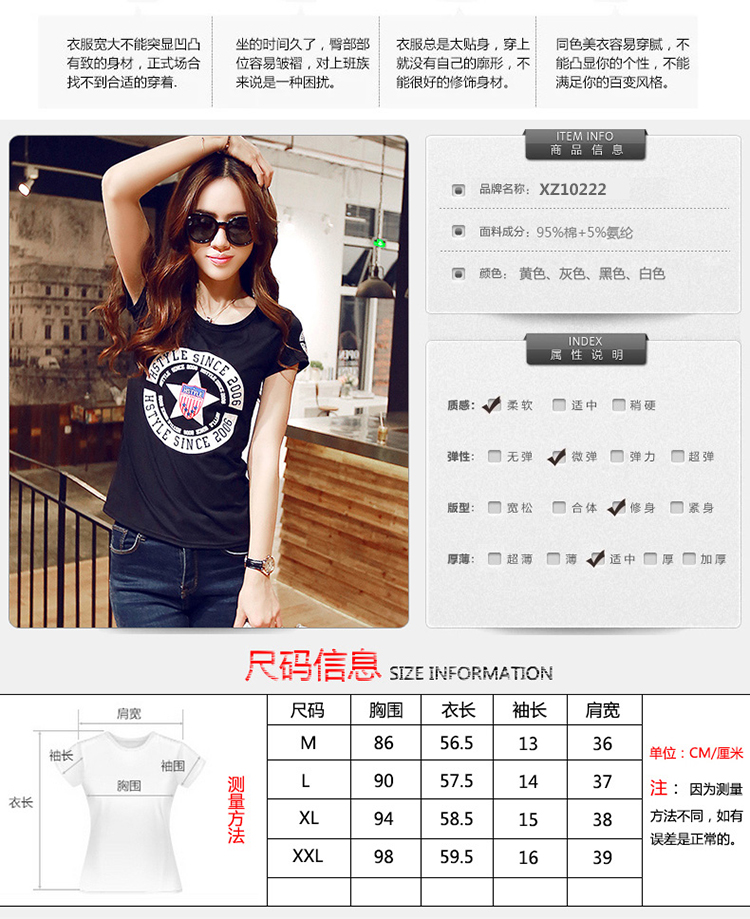 衣服宽大不能突显凹凸
有致的身材，正式场合
找不到合适的穿着.
坐的时间久了，臀部部
位容易皱褶，对上班族
来说是一种困扰。
衣服总是太贴身，穿上
就没有自己的廓形，不
能很好的修饰身材。
同色美衣容易穿腻，不
能凸显你的个性，不能
满足你的百变风格。
HSTYLE SINCE 2006
HSTYLE
HSTYLE SINCE 2006
ITEM INFO
商品信息
品牌名称: XZ10222
面料成分: 95%棉+5%氨纶
颜色: 黄色、灰色、黑色、白色
INDEX
属性说明
质感: 柔软 适中 稍硬
弹性: 无弹 微弹 弹力 超弹
版型: 宽松 合体 修身 紧身
厚薄: 超薄 薄 适中 厚 加厚
尺码信息 SIZE INFORMATION
肩宽
袖长
袖围
胸围
衣长
测量方法
尺码 胸围 衣长 袖长 肩宽
M 86 56.5 13 36
L 90 57.5 14 37
XL 94 58.5 15 38
XXL 98 59.5 16 39
单位: CM/厘米
注： 因为测量
方法不同，如有
误差是正常的。